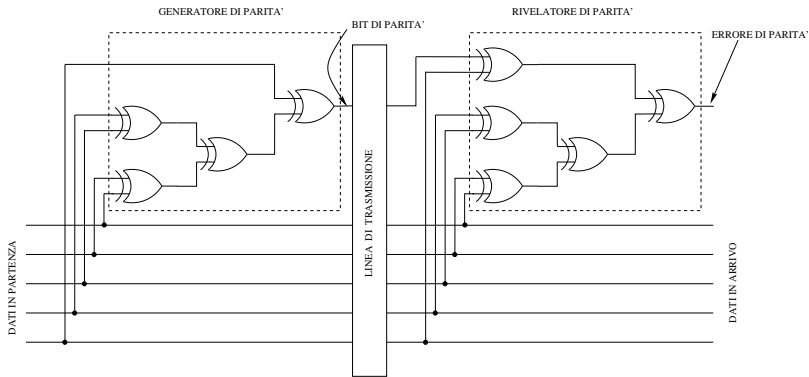 GENERATORE DI PARITA'
BIT DI PARITA'
RIVELATORE DI PARITA'
ERRORE DI PARITA'
LINEA DI TRASMISSIONE
DATI IN PARTENZA
DATI IN ARRIVO